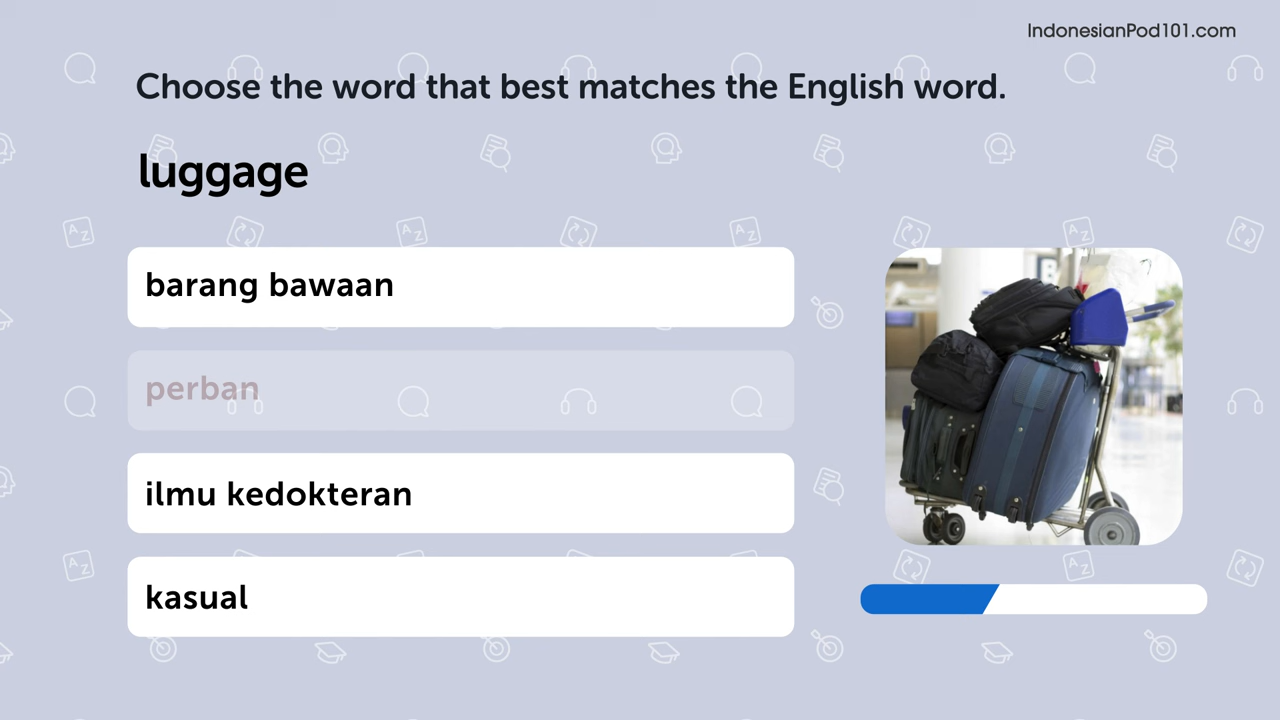 IndonesianPod101.com
Choose the word that best matches the English word.
luggage
barang bawaan
perban
ilmu kedokteran
kasual